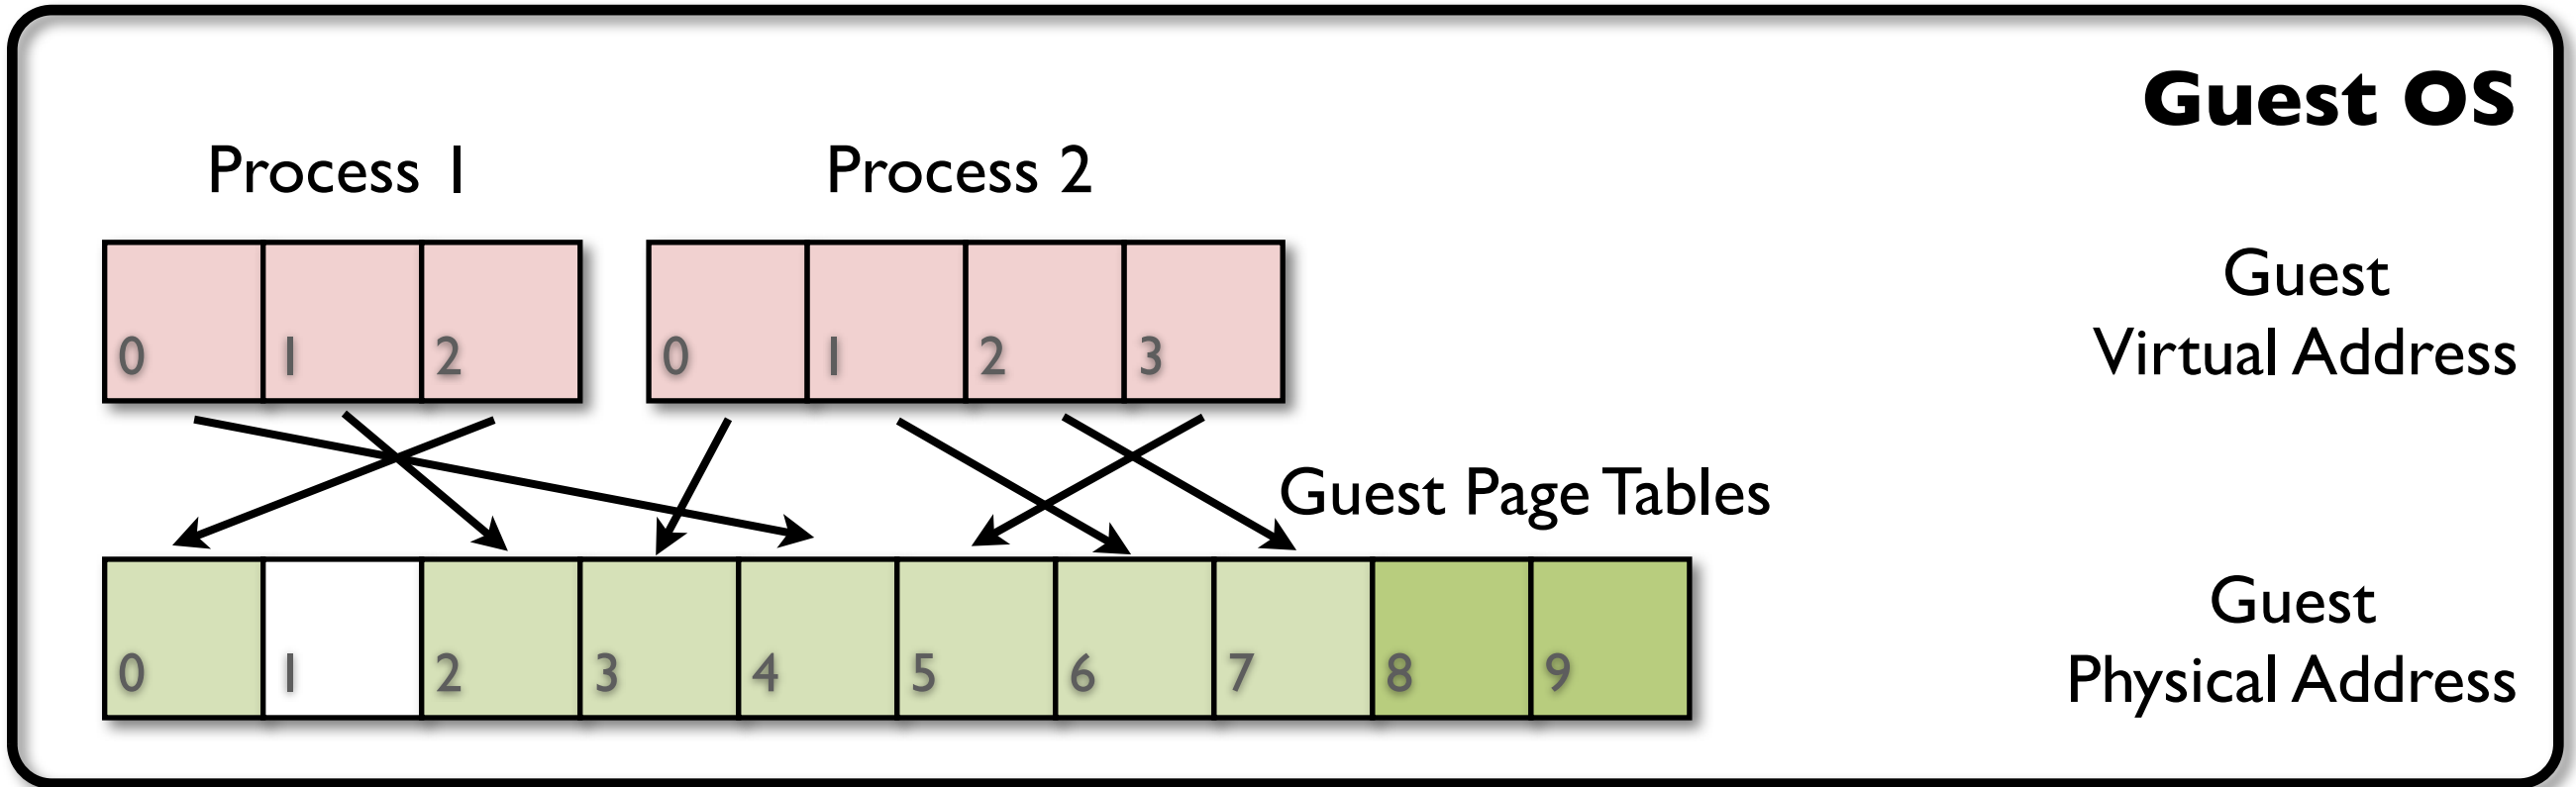 Guest OS
Process 1 Process 2
Guest
Virtual Address
0 1 2 0 1 2 3
Guest Page Tables
Guest
Physical Address
0 1 2 3 4 5 6 7 8 9